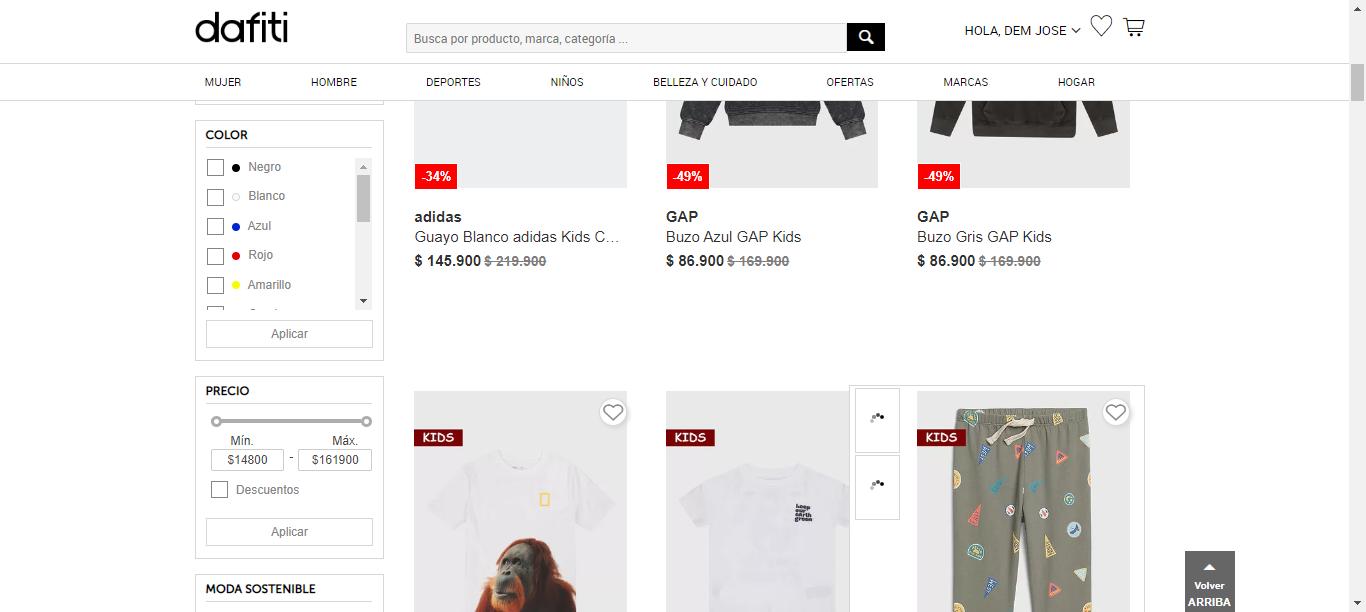 dafiti
Busca por producto, marca, categoría ...
HOLA, DEM JOSE
MUJER HOMBRE DEPORTES NIÑOS BELLEZA Y CUIDADO OFERTAS MARCAS HOGAR
COLOR
Negro
Blanco
Azul
Rojo
Amarillo
Aplicar
PRECIO
Mín. Máx.
$14800 - $161900
Descuentos
Aplicar
MODA SOSTENIBLE
-34%
adidas
Guayo Blanco adidas Kids C...
$ 145.900 $ 219.900
-49%
GAP
Buzo Azul GAP Kids
$ 86.900 $ 169.900
-49%
GAP
Buzo Gris GAP Kids
$ 86.900 $ 169.900
KIDS
KIDS
keep
our
earth
green
KIDS
Volver
ARRIBA